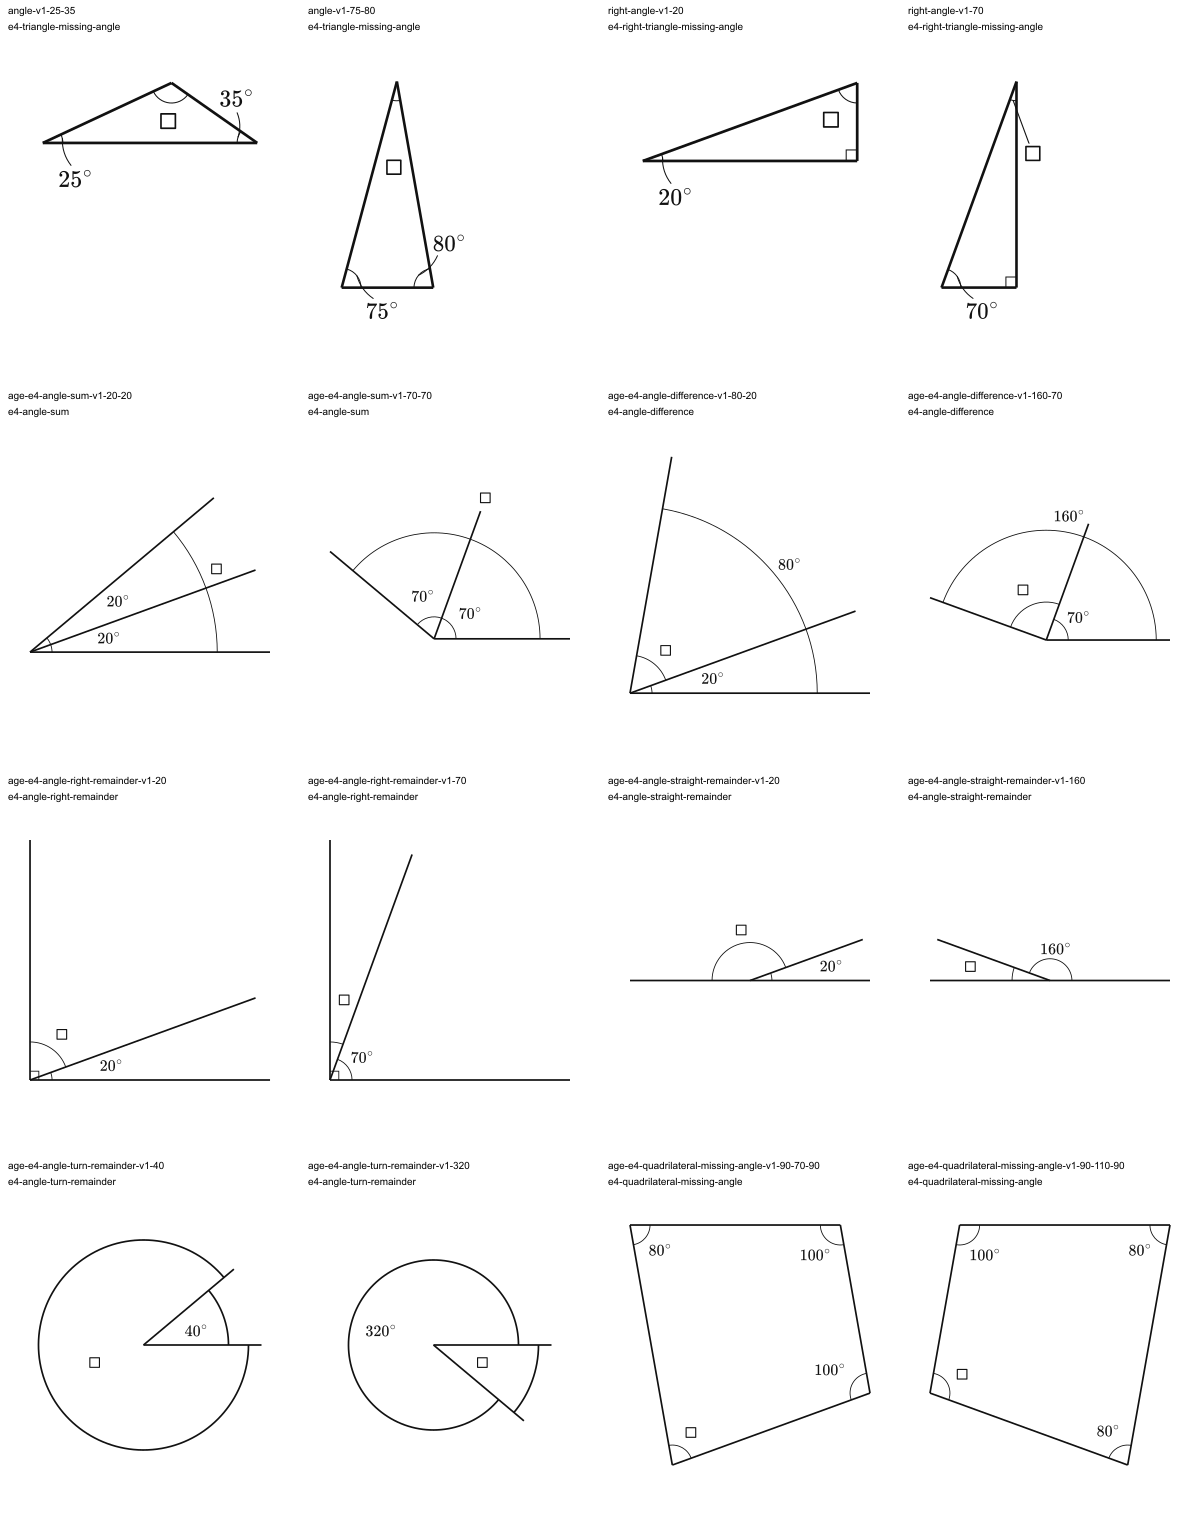 angle-v1-25-35
e4-triangle-missing-angle
35°
□
25°
angle-v1-75-80
e4-triangle-missing-angle
□
80°
75°
right-angle-v1-20
e4-right-triangle-missing-angle
□
20°
right-angle-v1-70
e4-right-triangle-missing-angle
□
70°
age-e4-angle-sum-v1-20-20
e4-angle-sum
□
20°
20°
age-e4-angle-sum-v1-70-70
e4-angle-sum
□
70°
70°
age-e4-angle-difference-v1-80-20
e4-angle-difference
80°
□
20°
age-e4-angle-difference-v1-160-70
e4-angle-difference
160°
□
70°
age-e4-angle-right-remainder-v1-20
e4-angle-right-remainder
□
20°
age-e4-angle-right-remainder-v1-70
e4-angle-right-remainder
□
70°
age-e4-angle-straight-remainder-v1-20
e4-angle-straight-remainder
□
20°
age-e4-angle-straight-remainder-v1-160
e4-angle-straight-remainder
160°
□
age-e4-angle-turn-remainder-v1-40
e4-angle-turn-remainder
40°
□
age-e4-angle-turn-remainder-v1-320
e4-angle-turn-remainder
320°
□
age-e4-quadrilateral-missing-angle-v1-90-70-90
e4-quadrilateral-missing-angle
80°
100°
100°
□
age-e4-quadrilateral-missing-angle-v1-90-110-90
e4-quadrilateral-missing-angle
100°
80°
□
80°